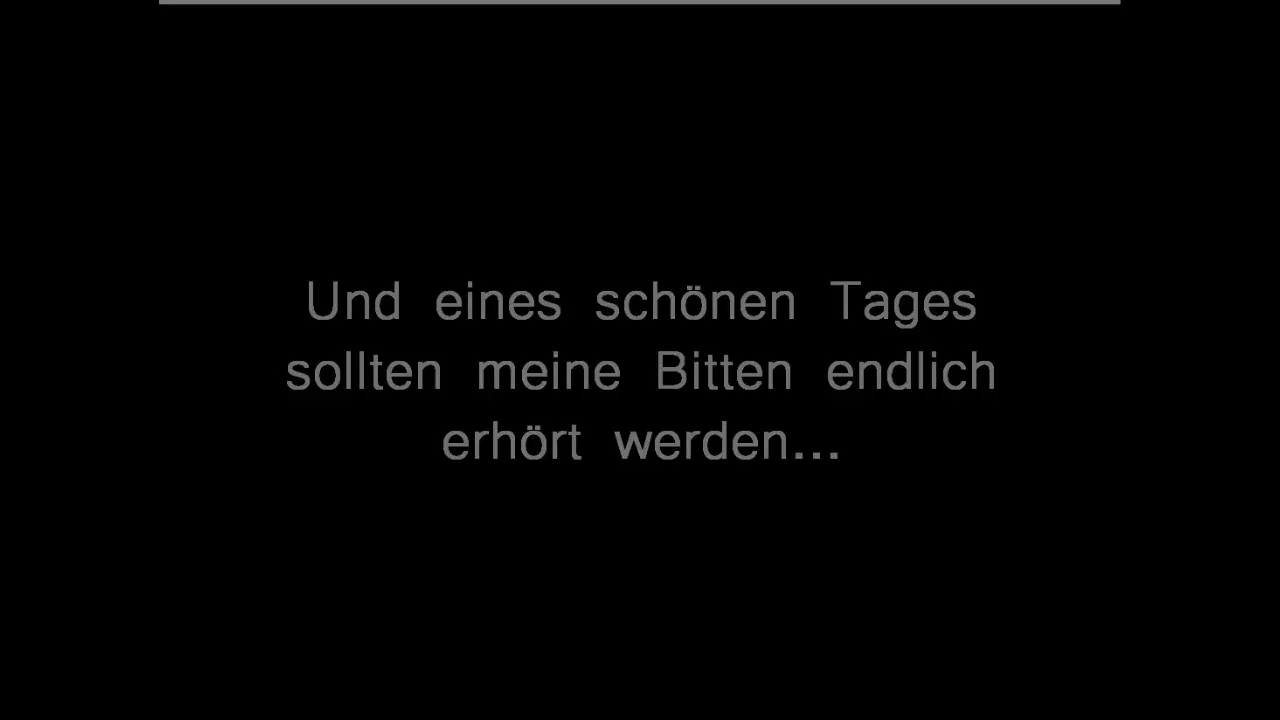 Und eines schönen Tages
sollten meine Bitten endlich
erhört werden...